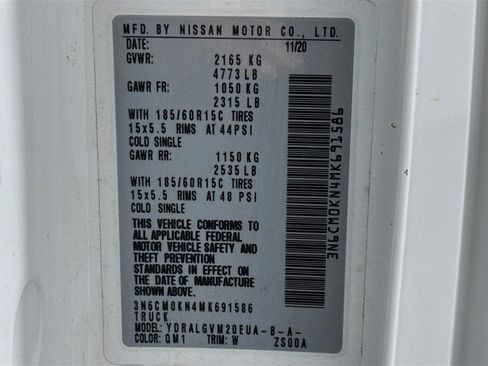 MFD. BY NISSAN MOTOR CO., LTD.
DATE: 11/20
GVWR: 2165 KG
4773 LB
GAWR FR: 1050 KG
2315 LB
WITH 185/60R15C TIRES
15x5.5 RIMS AT 44PSI
COLD SINGLE
GAWR RR: 1150 KG
2535 LB
WITH 185/60R15C TIRES
15x5.5 RIMS AT 48 PSI
COLD SINGLE
THIS VEHICLE CONFORMS TO
ALL APPLICABLE FEDERAL
MOTOR VEHICLE SAFETY AND
THEFT PREVENTION
STANDARDS IN EFFECT ON THE
DATE OF MANUFACTURE SHOWN
ABOVE.
3N6CM0KN4MK691586
TRUCK
MODEL: YDRALGVM20EUA-B-A-
COLOR: QM1 TRIM: W ZS00A
3N6CM0KN4MK691586